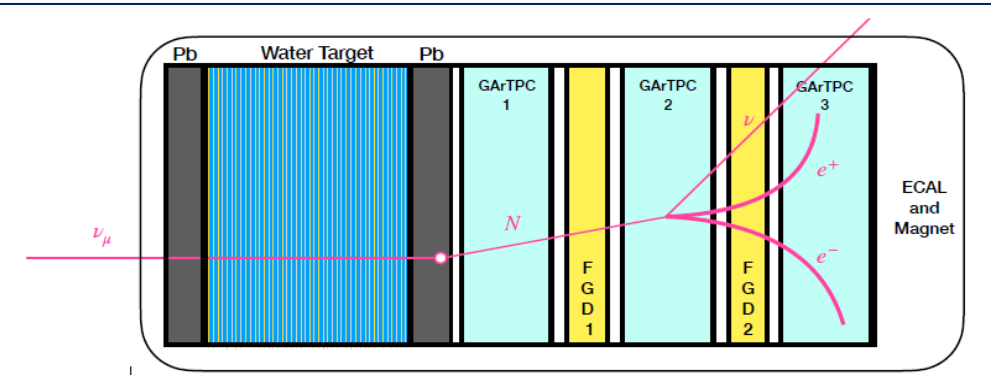 Pb
Water Target
Pb
GArTPC
1
GArTPC
2
GArTPC
3
ν
e⁺
ECAL
and
Magnet
N
ν_μ
e⁻
F
G
D
1
F
G
D
2